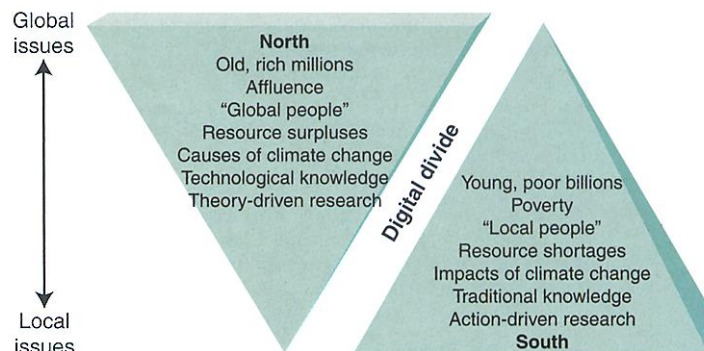 Global
issues
North
Old, rich millions
Affluence
“Global people”
Resource surpluses
Causes of climate change
Technological knowledge
Theory-driven research
Digital divide
Young, poor billions
Poverty
“Local people”
Resource shortages
Impacts of climate change
Traditional knowledge
Action-driven research
South
Local
issues